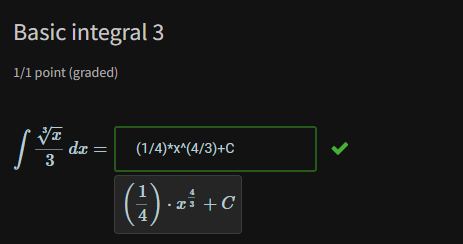 Basic integral 3
1/1 point (graded)
∫ ∛x/3 dx = (1/4)*x^(4/3)+C ✔
(1/4) · x^(4/3) + C